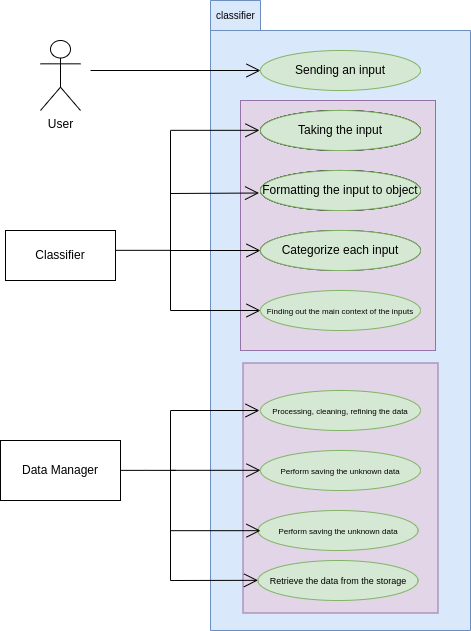 classifier
Sending an input
User
Taking the input
Formatting the input to object
Classifier
Categorize each input
Finding out the main context of the inputs
Processing, cleaning, refining the data
Data Manager
Perform saving the unknown data
Perform saving the unknown data
Retrieve the data from the storage